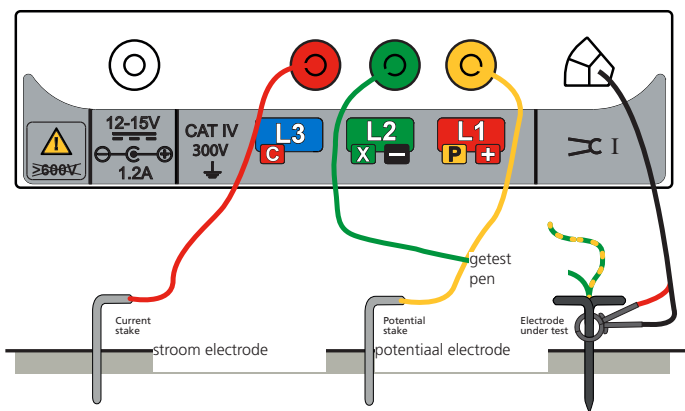 12-15V
1.2A
>600V
CAT IV
300V
L3
C
L2
X
L1
P +
I
getest
pen
Current
stake
Potential
stake
Electrode
under test
stroom electrode
potentiaal electrode